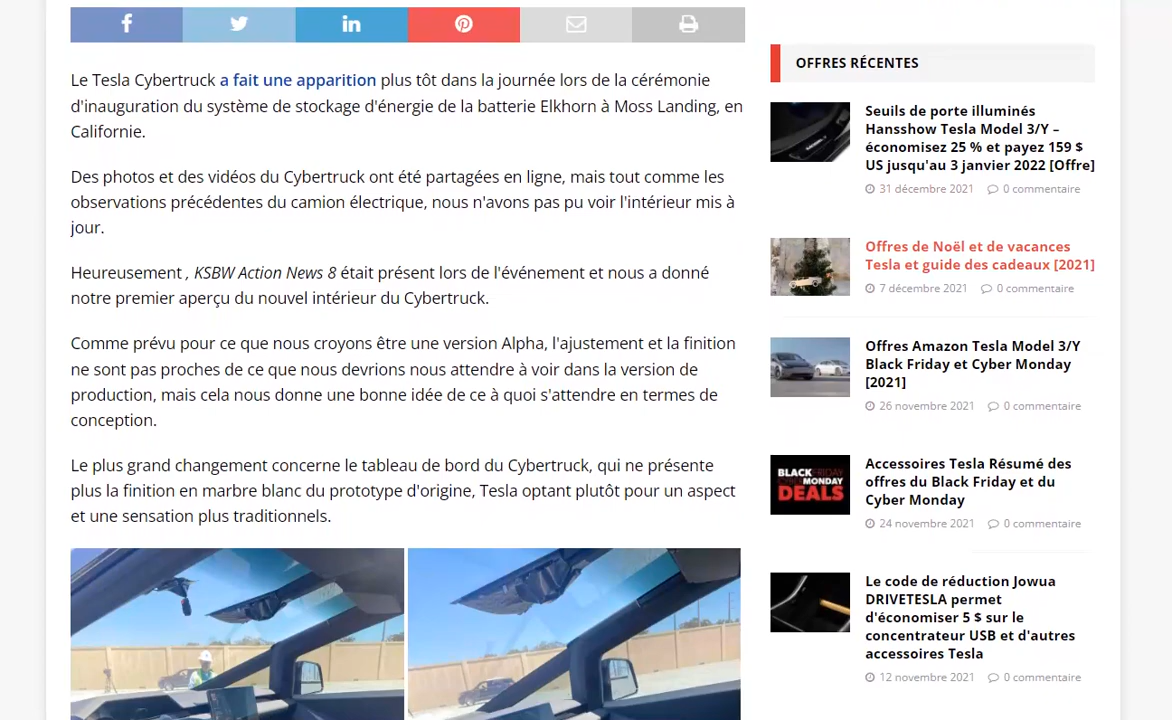 Le Tesla Cybertruck a fait une apparition plus tôt dans la journée lors de la cérémonie
d'inauguration du système de stockage d'énergie de la batterie Elkhorn à Moss Landing, en
Californie.
Des photos et des vidéos du Cybertruck ont été partagées en ligne, mais tout comme les
observations précédentes du camion électrique, nous n'avons pas pu voir l'intérieur mis à
jour.
Heureusement , KSBW Action News 8 était présent lors de l'événement et nous a donné
notre premier aperçu du nouvel intérieur du Cybertruck.
Comme prévu pour ce que nous croyons être une version Alpha, l'ajustement et la finition
ne sont pas proches de ce que nous devrions nous attendre à voir dans la version de
production, mais cela nous donne une bonne idée de ce à quoi s'attendre en termes de
conception.
Le plus grand changement concerne le tableau de bord du Cybertruck, qui ne présente
plus la finition en marbre blanc du prototype d'origine, Tesla optant plutôt pour un aspect
et une sensation plus traditionnels.
OFFRES RÉCENTES
Seuils de porte illuminés
Hansshow Tesla Model 3/Y –
économisez 25 % et payez 159 $
US jusqu'au 3 janvier 2022 [Offre]
31 décembre 2021 0 commentaire
Offres de Noël et de vacances
Tesla et guide des cadeaux [2021]
7 décembre 2021 0 commentaire
Offres Amazon Tesla Model 3/Y
Black Friday et Cyber Monday
[2021]
26 novembre 2021 0 commentaire
BLACK FRIDAY
CYBER MONDAY
DEALS
Accessoires Tesla Résumé des
offres du Black Friday et du
Cyber Monday
24 novembre 2021 0 commentaire
Le code de réduction Jowua
DRIVETESLA permet
d'économiser 5 $ sur le
concentrateur USB et d'autres
accessoires Tesla
12 novembre 2021 0 commentaire